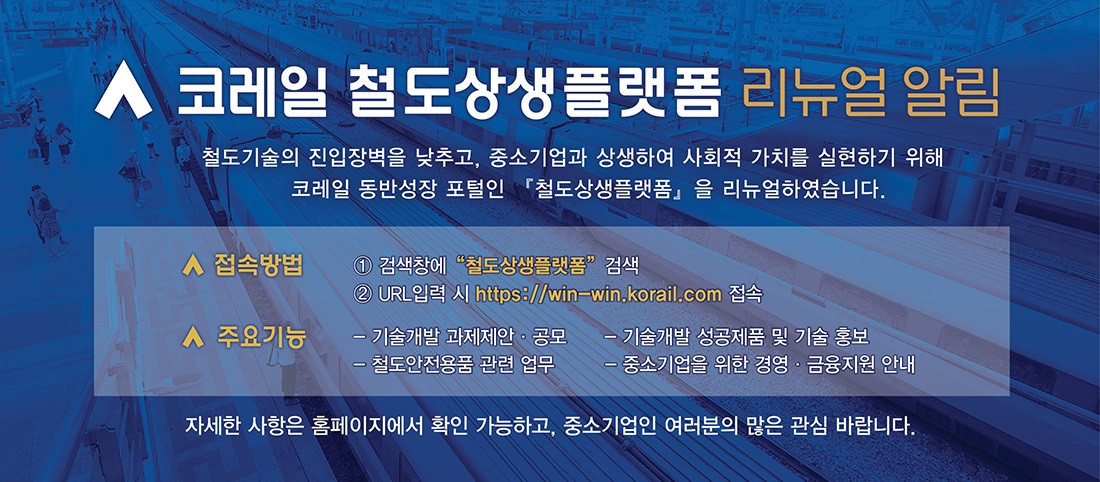 코레일 철도상생플랫폼 리뉴얼 알림
철도기술의 진입장벽을 낮추고, 중소기업과 상생하여 사회적 가치를 실현하기 위해
코레일 동반성장 포털인 『철도상생플랫폼』을 리뉴얼하였습니다.
접속방법
① 검색창에 “철도상생플랫폼” 검색
② URL입력 시 https://win-win.korail.com 접속
주요기능
– 기술개발 과제제안 · 공모 – 기술개발 성공제품 및 기술 홍보
– 철도안전용품 관련 업무 – 중소기업을 위한 경영 · 금융지원 안내
자세한 사항은 홈페이지에서 확인 가능하고, 중소기업인 여러분의 많은 관심 바랍니다.